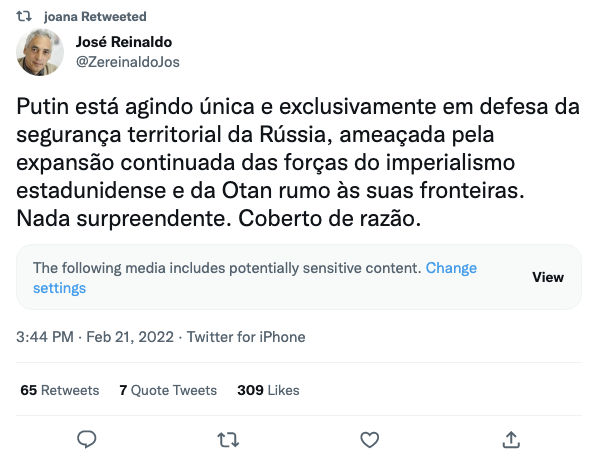 joana Retweeted
José Reinaldo
@ZereinaldoJos
Putin está agindo única e exclusivamente em defesa da
segurança territorial da Rússia, ameaçada pela
expansão continuada das forças do imperialismo
estadunidense e da Otan rumo às suas fronteiras.
Nada surpreendente. Coberto de razão.
The following media includes potentially sensitive content. Change
settings
View
3:44 PM · Feb 21, 2022 · Twitter for iPhone
65 Retweets 7 Quote Tweets 309 Likes